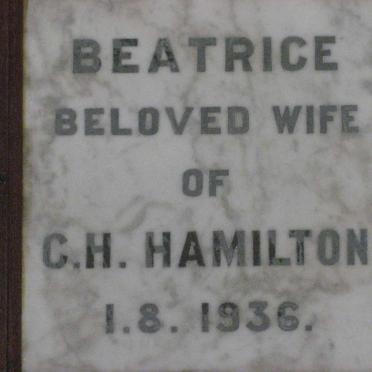 BEATRICE
BELOVED WIFE
OF
C.H. HAMILTON
1.8. 1936.